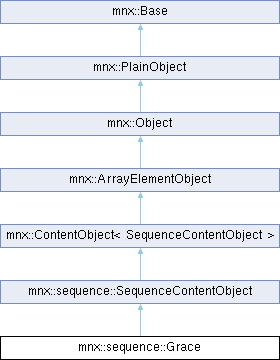 mnx::Base
mnx::PlainObject
mnx::Object
mnx::ArrayElementObject
mnx::ContentObject< SequenceContentObject >
mnx::sequence::SequenceContentObject
mnx::sequence::Grace